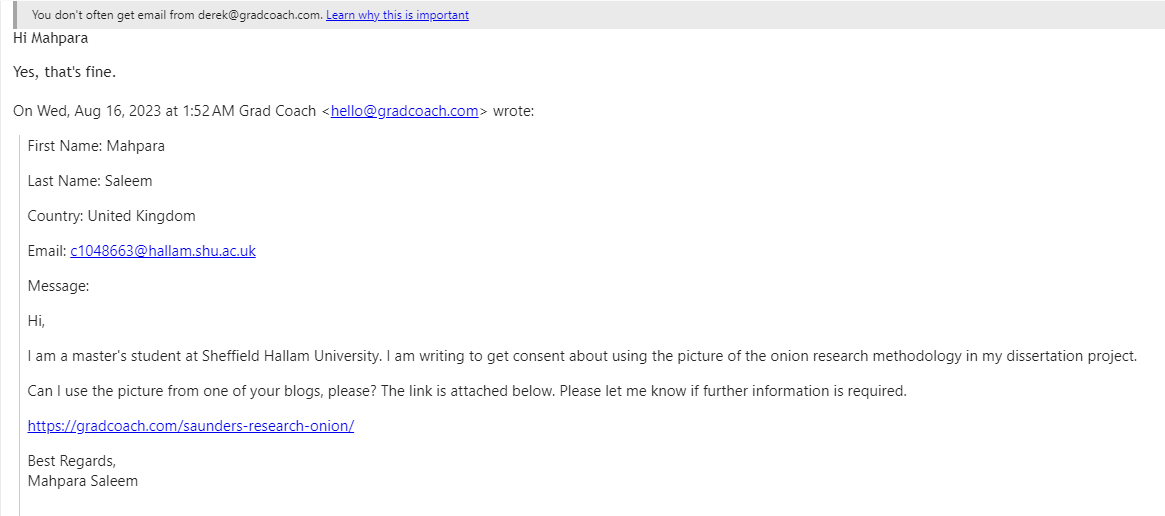 You don't often get email from derek@gradcoach.com. Learn why this is important
Hi Mahpara
Yes, that's fine.
On Wed, Aug 16, 2023 at 1:52 AM Grad Coach <hello@gradcoach.com> wrote:
First Name: Mahpara
Last Name: Saleem
Country: United Kingdom
Email: c1048663@hallam.shu.ac.uk
Message:
Hi,
I am a master's student at Sheffield Hallam University. I am writing to get consent about using the picture of the onion research methodology in my dissertation project.
Can I use the picture from one of your blogs, please? The link is attached below. Please let me know if further information is required.
https://gradcoach.com/saunders-research-onion/
Best Regards,
Mahpara Saleem